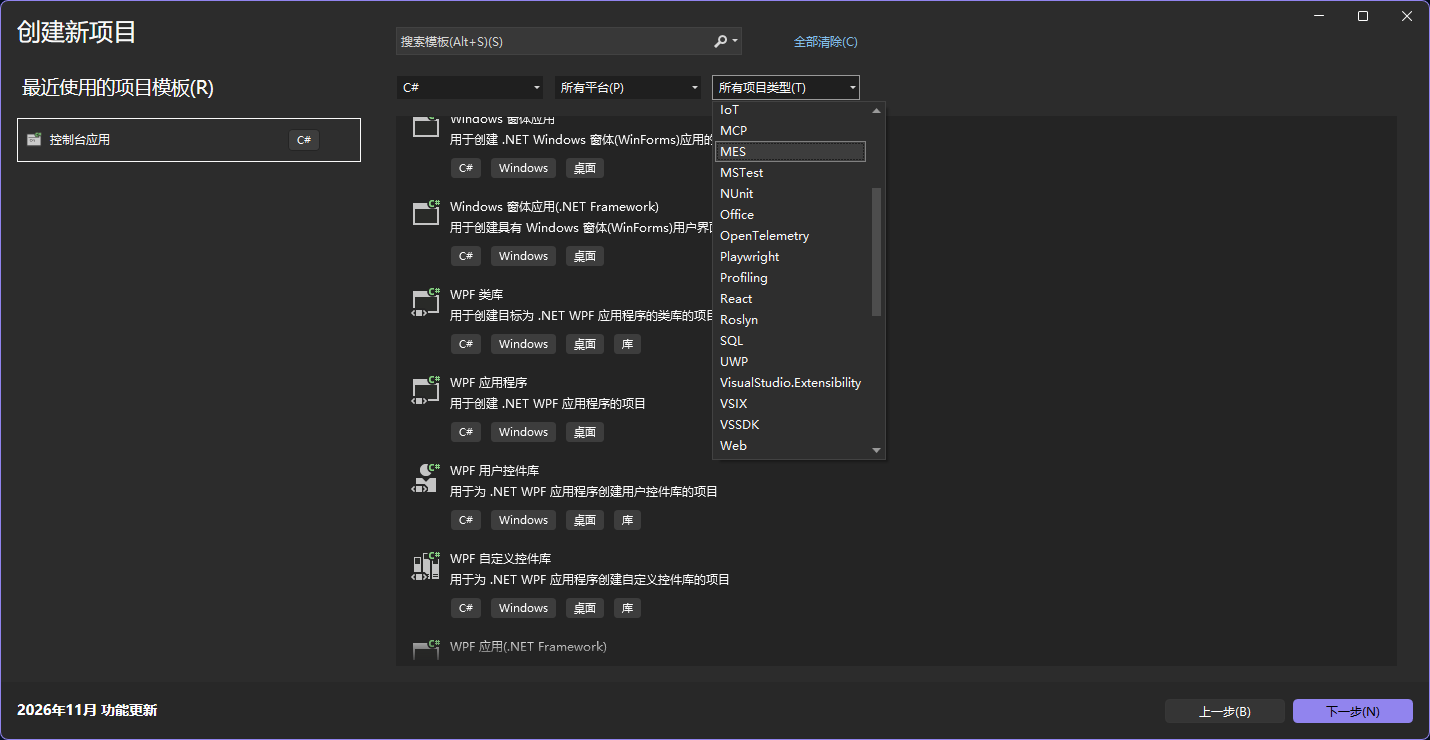 创建新项目
最近使用的项目模板(R)
控制台应用
C#
搜索模板(Alt+S)(S)
全部清除(C)
C#
所有平台(P)
所有项目类型(T)
Windows 窗体应用
用于创建 .NET Windows 窗体(WinForms)应用的
C# Windows 桌面
Windows 窗体应用(.NET Framework)
用于创建具有 Windows 窗体(WinForms)用户界
C# Windows 桌面
WPF 类库
用于创建目标为 .NET WPF 应用程序的类库的项
C# Windows 桌面 库
WPF 应用程序
用于创建 .NET WPF 应用程序的项目
C# Windows 桌面
WPF 用户控件库
用于为 .NET WPF 应用程序创建用户控件库的项目
C# Windows 桌面 库
WPF 自定义控件库
用于为 .NET WPF 应用程序创建自定义控件库的项目
C# Windows 桌面 库
WPF 应用(.NET Framework)
IoT
MCP
MES
MSTest
NUnit
Office
OpenTelemetry
Playwright
Profiling
React
Roslyn
SQL
UWP
VisualStudio.Extensibility
VSIX
VSSDK
Web
2026年11月 功能更新
上一步(B)
下一步(N)